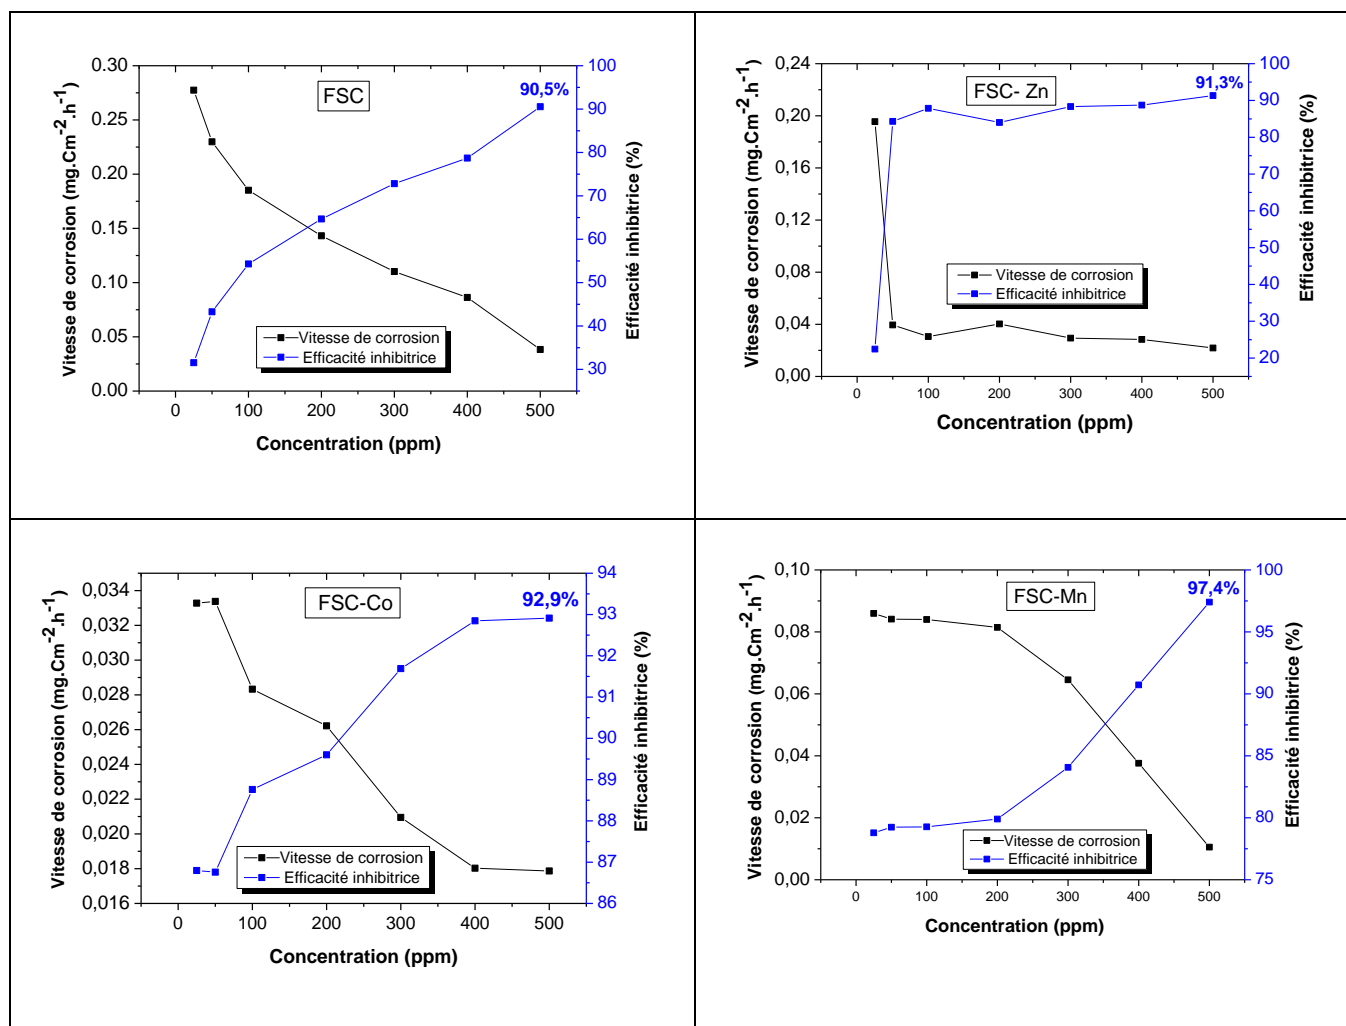 FSC
90,5%
Vitesse de corrosion (mg.Cm⁻².h⁻¹)
0.30
0.25
0.20
0.15
0.10
0.05
0.00
100
90
80
70
60
50
40
30
Efficacité inhibitrice (%)
Vitesse de corrosion
Efficacité inhibitrice
0 100 200 300 400 500
Concentration (ppm)
FSC- Zn
91,3%
Vitesse de corrosion (mg.Cm⁻².h⁻¹)
0,24
0,20
0,16
0,12
0,08
0,04
0,00
100
90
80
70
60
50
40
30
20
Efficacité inhibitrice (%)
Vitesse de corrosion
Efficacité inhibitrice
0 100 200 300 400 500
Concentration (ppm)
FSC-Co
92,9%
Vitesse de corrosion (mg.Cm⁻².h⁻¹)
0,034
0,032
0,030
0,028
0,026
0,024
0,022
0,020
0,018
0,016
94
93
92
91
90
89
88
87
86
Efficacité inhibitrice (%)
Vitesse de corrosion
Efficacité inhibitrice
0 100 200 300 400 500
Concentration (ppm)
FSC-Mn
97,4%
Vitesse de corrosion (mg.Cm⁻².h⁻¹)
0,10
0,08
0,06
0,04
0,02
0,00
100
95
90
85
80
75
Efficacité inhibitrice (%)
Vitesse de corrosion
Efficacité inhibitrice
0 100 200 300 400 500
Concentration (ppm)